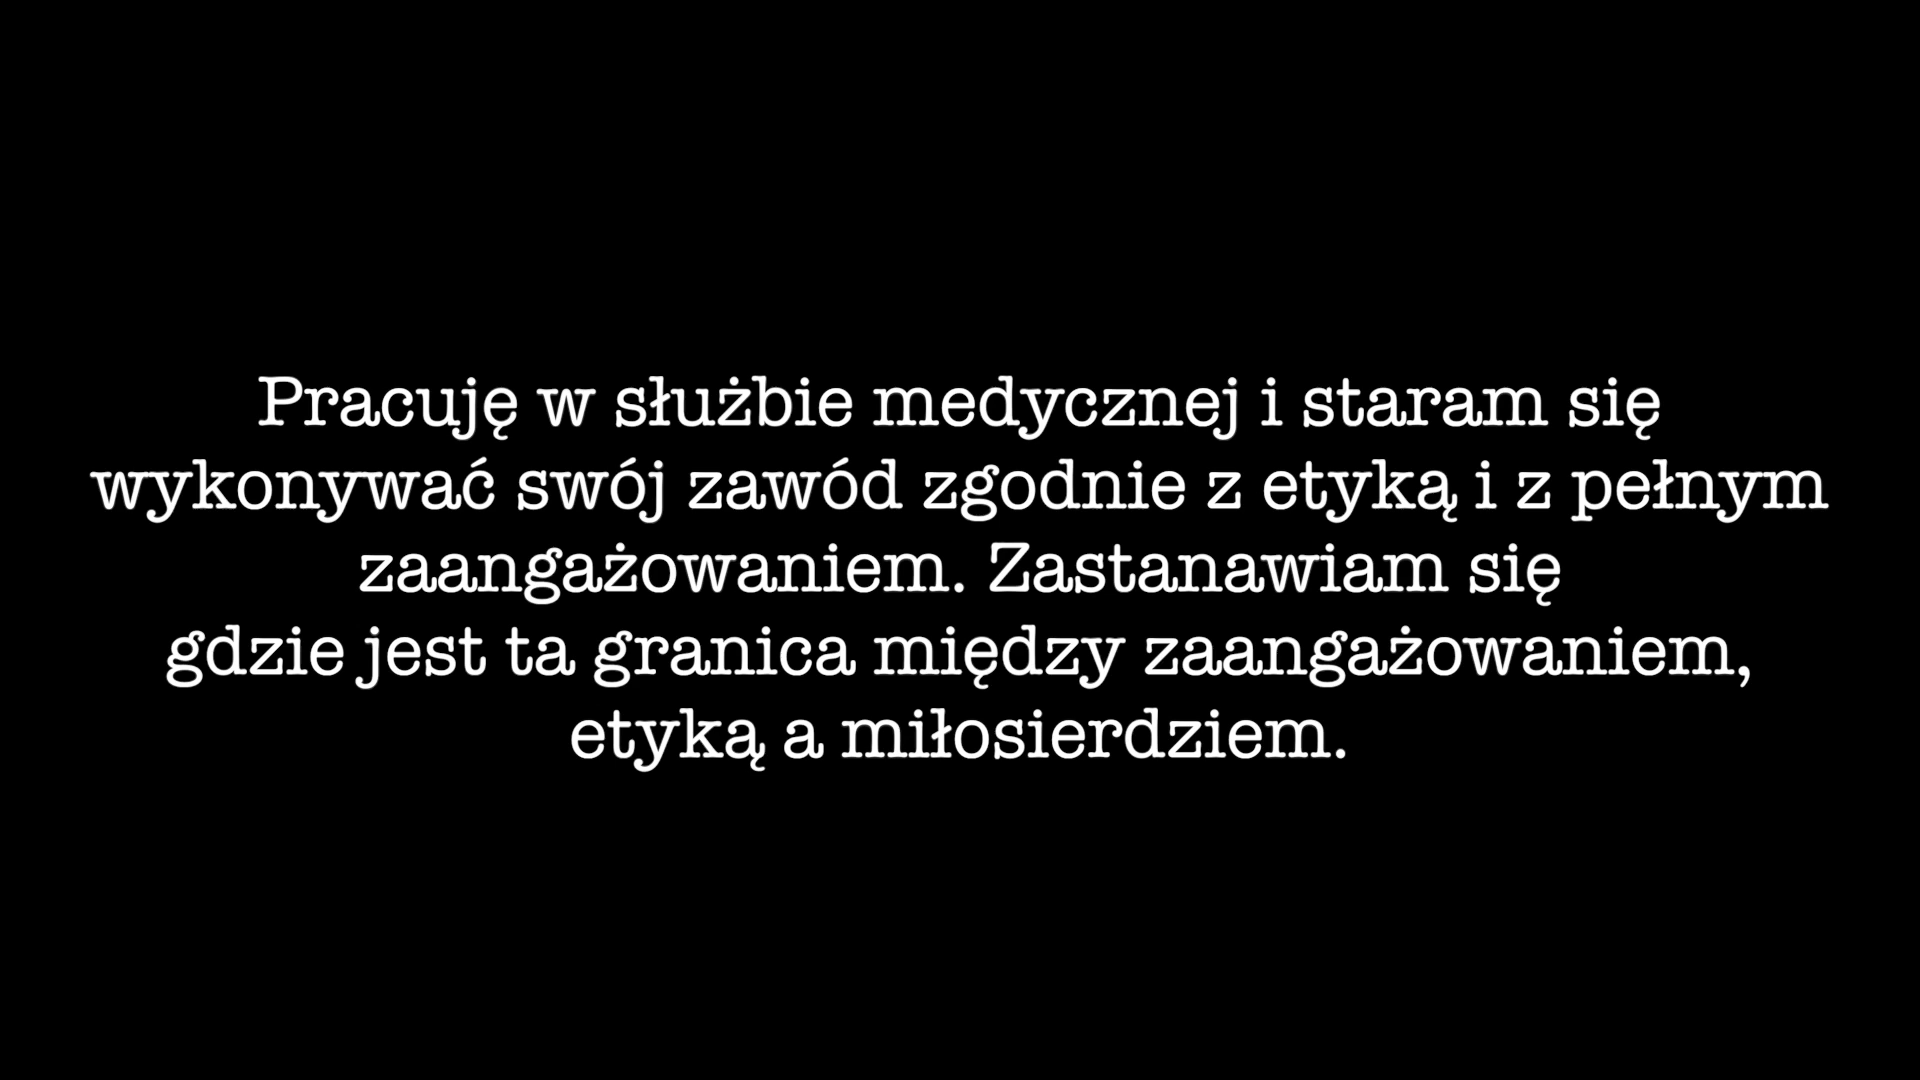 Pracuję w służbie medycznej i staram się
wykonywać swój zawód zgodnie z etyką i z pełnym
zaangażowaniem. Zastanawiam się
gdzie jest ta granica między zaangażowaniem,
etyką a miłosierdziem.